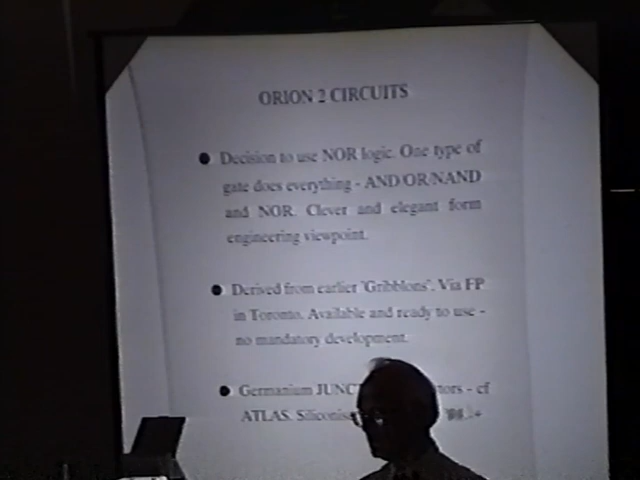 ORION 2 CIRCUITS
● Decision to use NOR logic. One type of
gate does everything - AND/OR/NAND
and NOR. Clever and elegant form
engineering viewpoint.
● Derived from earlier "Gribblons". Via FP
in Toronto. Available and ready to use -
no mandatory development.
● Germanium JUNCT tors - cf
ATLAS.